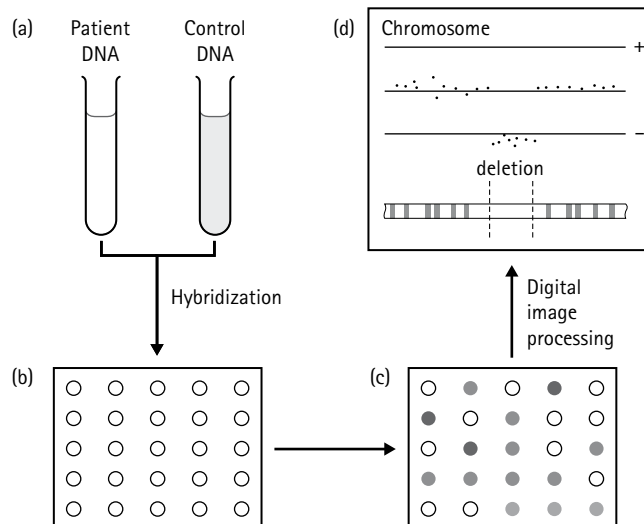 (a)
Patient
DNA
Control
DNA
Hybridization
(b)
(c)
Digital
image
processing
(d)
Chromosome
+
–
deletion